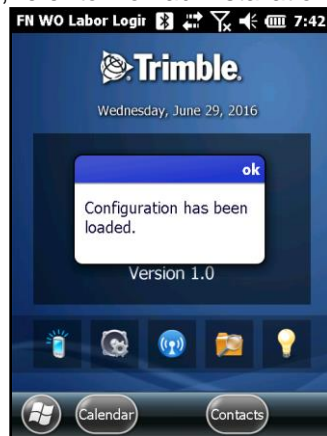 FN WO Labor Login 7:42
Trimble.
Wednesday, June 29, 2016
ok
Configuration has been
loaded.
Version 1.0
Calendar Contacts